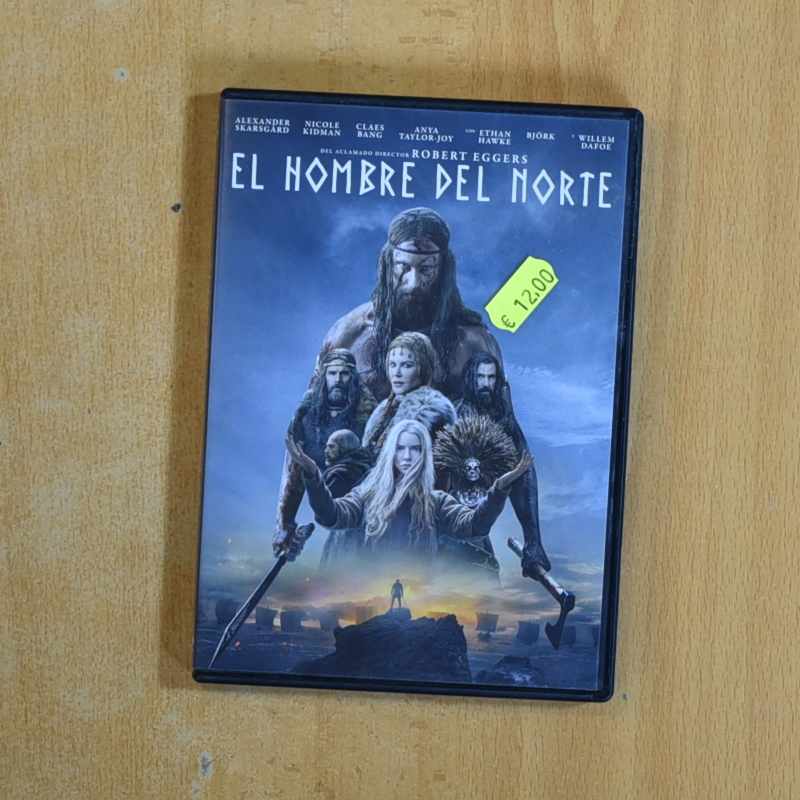 ALEXANDER SKARSGÅRD NICOLE KIDMAN CLAES BANG ANYA TAYLOR-JOY CON ETHAN HAWKE BJÖRK Y WILLEM DAFOE
DEL ACLAMADO DIRECTOR ROBERT EGGERS
EL HOMBRE DEL NORTE
€ 12,00